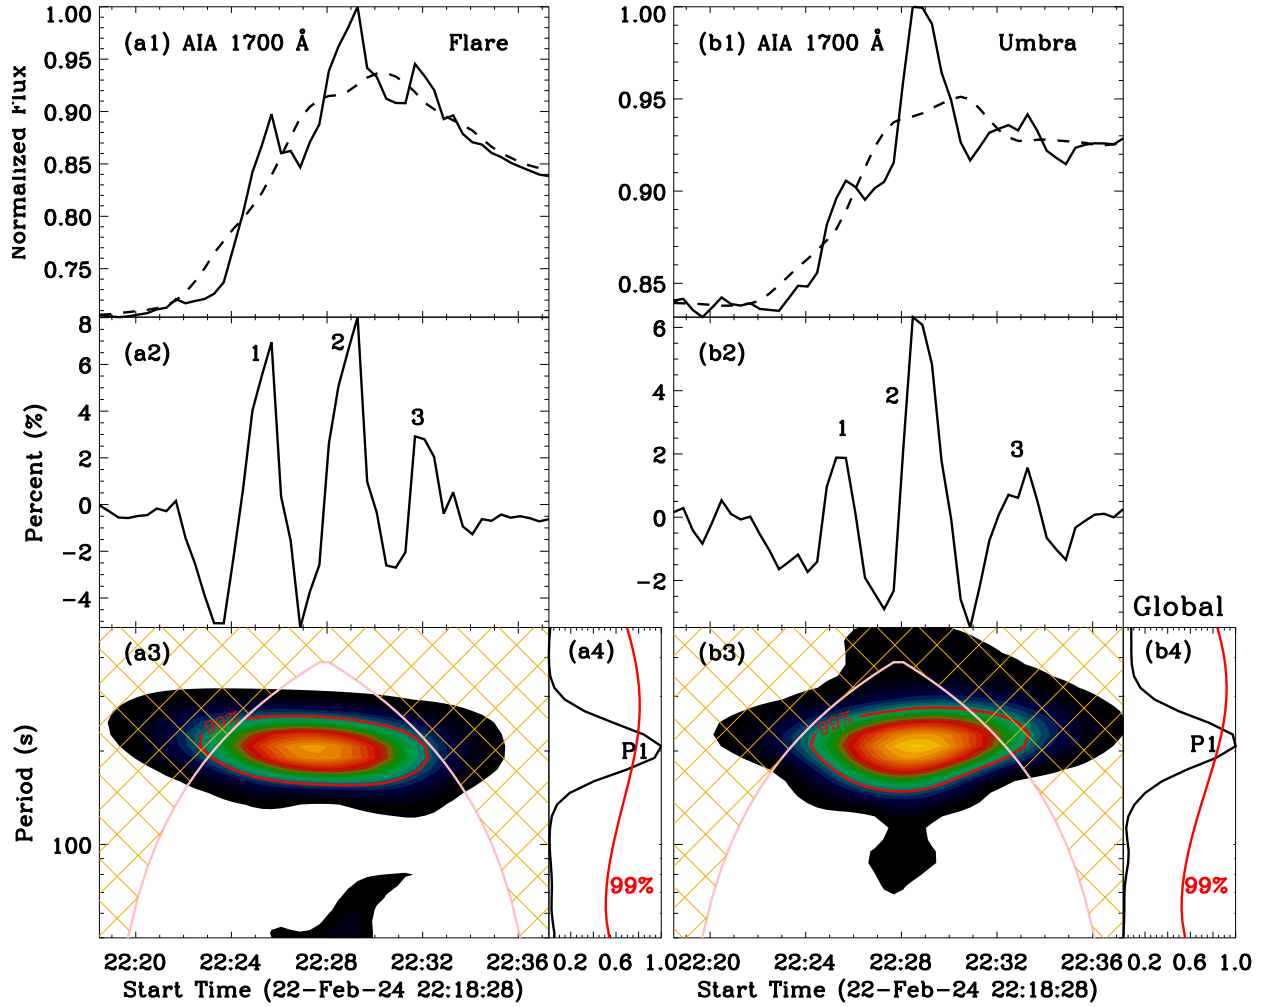 (a1) AIA 1700 Å Flare
1.00
0.95
0.90
0.85
0.80
0.75
Normalized Flux
(b1) AIA 1700 Å Umbra
1.00
0.95
0.90
0.85
(a2)
8
6
4
2
0
−2
−4
Percent (%)
1
2
3
(b2)
6
4
2
0
−2
1
2
3
Global
(a3)
99%
100
Period (s)
(a4)
P1
99%
(b3)
99%
(b4)
P1
99%
22:20 22:24 22:28 22:32 22:36
0.2 0.6 1.0
22:20 22:24 22:28 22:32 22:36
0.2 0.6 1.0
Start Time (22−Feb−24 22:18:28)
Start Time (22−Feb−24 22:18:28)